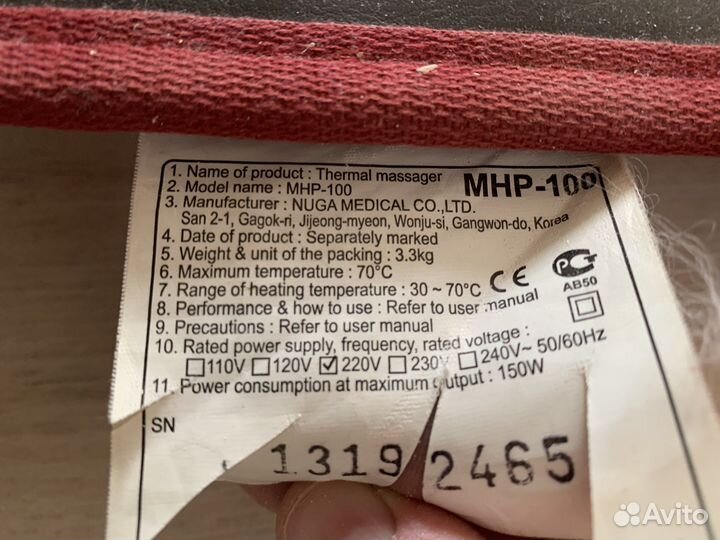 1. Name of product : Thermal massager
2. Model name : MHP-100
MHP-100
3. Manufacturer : NUGA MEDICAL CO.,LTD.
San 2-1, Gagok-ri, Jijeong-myeon, Wonju-si, Gangwon-do, Korea
4. Date of product : Separately marked
5. Weight & unit of the packing : 3.3kg
6. Maximum temperature : 70°C
7. Range of heating temperature : 30 ~ 70°C
CE
PC
АВ50
8. Performance & how to use : Refer to user manual
9. Precautions : Refer to user manual
10. Rated power supply, frequency, rated voltage :
☐110V ☐120V ☑220V ☐230V ☐240V~ 50/60Hz
11. Power consumption at maximum output : 150W
SN
1319 2465
Avito